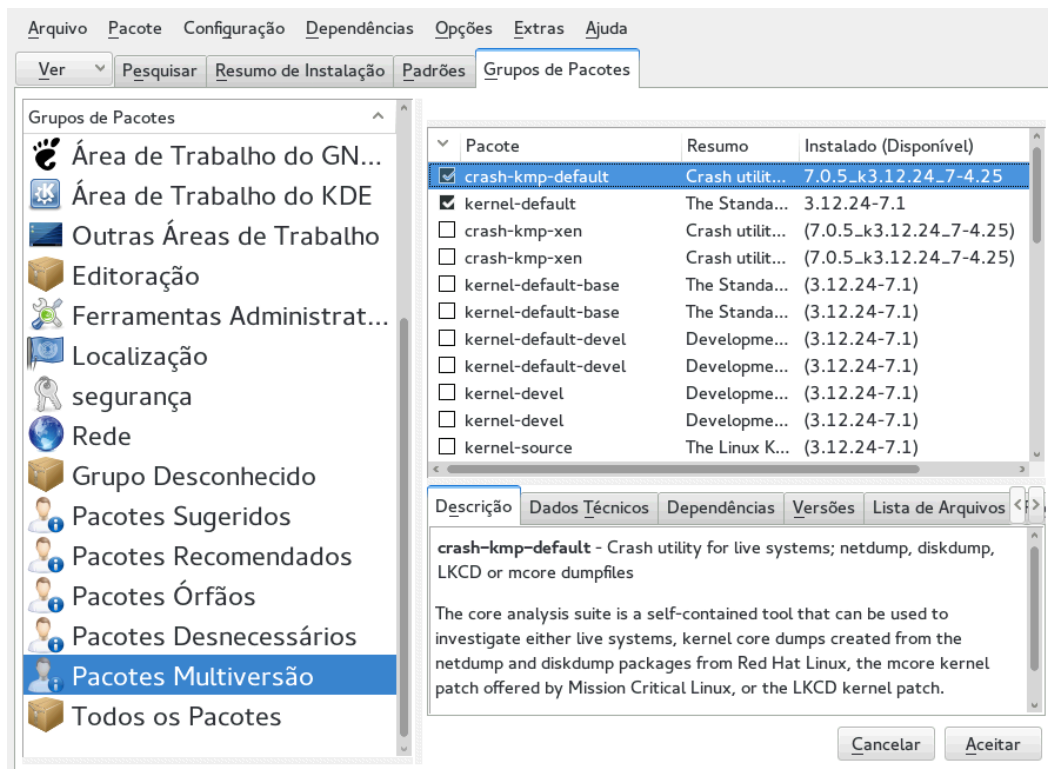 Arquivo Pacote Configuração Dependências Opções Extras Ajuda
Ver Pesquisar Resumo de Instalação Padrões Grupos de Pacotes
Grupos de Pacotes
Área de Trabalho do GN...
Área de Trabalho do KDE
Outras Áreas de Trabalho
Editoração
Ferramentas Administrat...
Localização
segurança
Rede
Grupo Desconhecido
Pacotes Sugeridos
Pacotes Recomendados
Pacotes Órfãos
Pacotes Desnecessários
Pacotes Multiversão
Todos os Pacotes
Pacote Resumo Instalado (Disponível)
crash-kmp-default Crash utilit... 7.0.5_k3.12.24_7-4.25
kernel-default The Standa... 3.12.24-7.1
crash-kmp-xen Crash utilit... (7.0.5_k3.12.24_7-4.25)
crash-kmp-xen Crash utilit... (7.0.5_k3.12.24_7-4.25)
kernel-default-base The Standa... (3.12.24-7.1)
kernel-default-base The Standa... (3.12.24-7.1)
kernel-default-devel Developme... (3.12.24-7.1)
kernel-default-devel Developme... (3.12.24-7.1)
kernel-devel Developme... (3.12.24-7.1)
kernel-devel Developme... (3.12.24-7.1)
kernel-source The Linux K... (3.12.24-7.1)
Descrição Dados Técnicos Dependências Versões Lista de Arquivos
crash-kmp-default - Crash utility for live systems; netdump, diskdump,
LKCD or mcore dumpfiles
The core analysis suite is a self-contained tool that can be used to
investigate either live systems, kernel core dumps created from the
netdump and diskdump packages from Red Hat Linux, the mcore kernel
patch offered by Mission Critical Linux, or the LKCD kernel patch.
Cancelar Aceitar